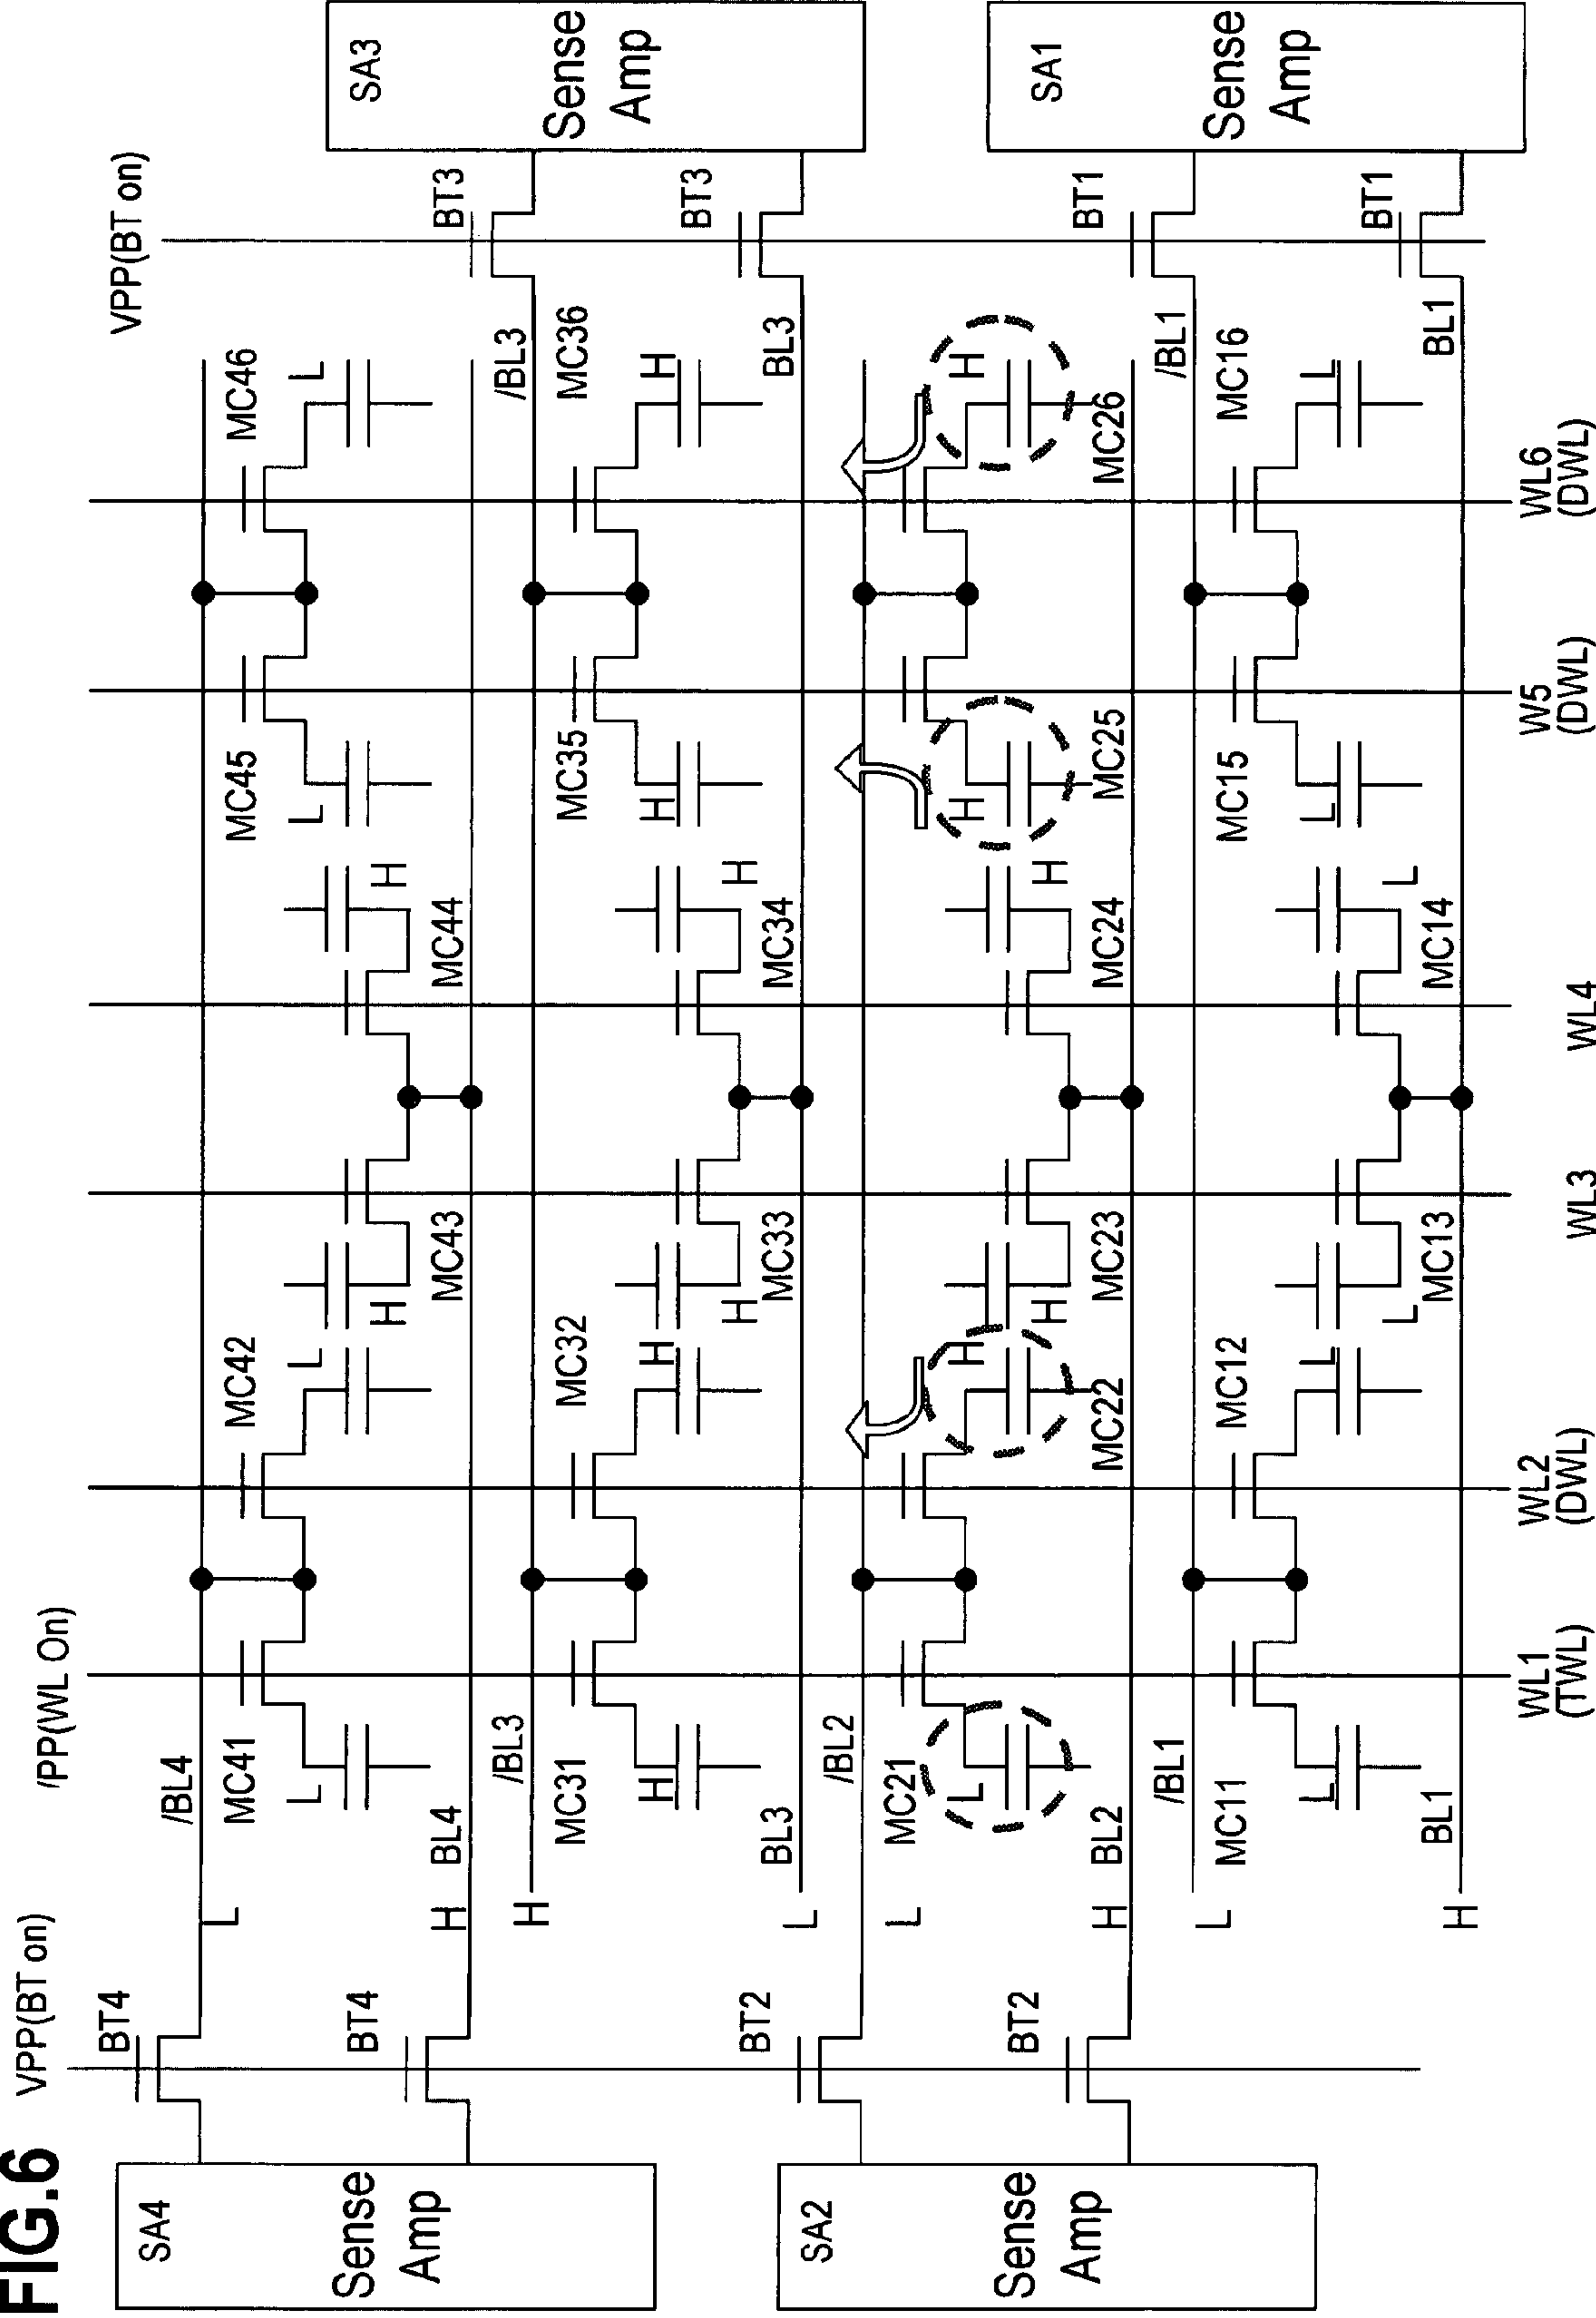 FIG.6
VPP(BT on)
/PP(WL On)
VPP(BT on)
SA4
Sense
Amp
BT4
BT4
/BL4
L
BL4
H
MC41
L
MC42
L
MC43
H
MC44
H
MC45
L
MC46
L
SA3
Sense
Amp
BT3
BT3
/BL3
H
/BL3
BL3
L
BL3
MC31
H
MC32
H
MC33
H
MC34
H
MC35
H
MC36
H
SA2
Sense
Amp
BT2
BT2
/BL2
L
BL2
H
MC21
L
MC22
H
MC23
H
MC24
H
MC25
H
MC26
H
SA1
Sense
Amp
BT1
BT1
/BL1
L
/BL1
BL1
H
BL1
MC11
L
MC12
L
MC13
L
MC14
L
MC15
L
MC16
L
WL1
(TWL)
WL2
(DWL)
WL3
WL4
W5
(DWL)
WL6
(DWL)